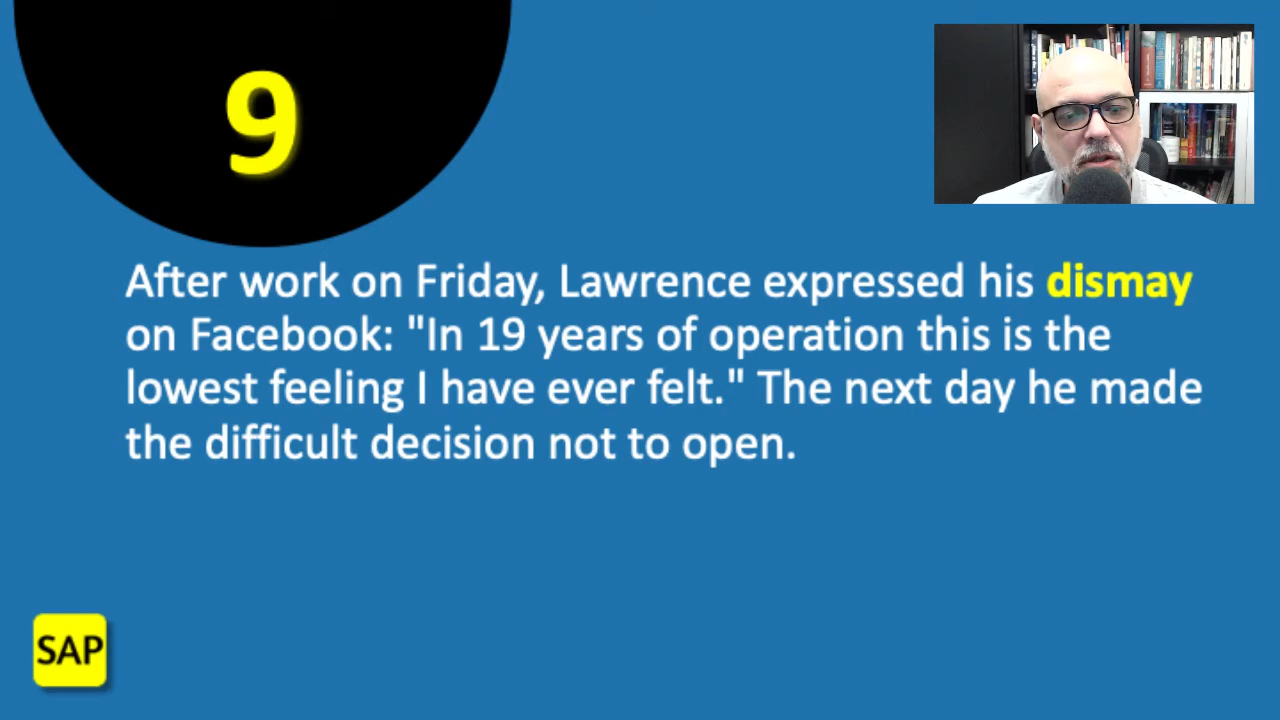 9
After work on Friday, Lawrence expressed his dismay
on Facebook: "In 19 years of operation this is the
lowest feeling I have ever felt." The next day he made
the difficult decision not to open.
SAP